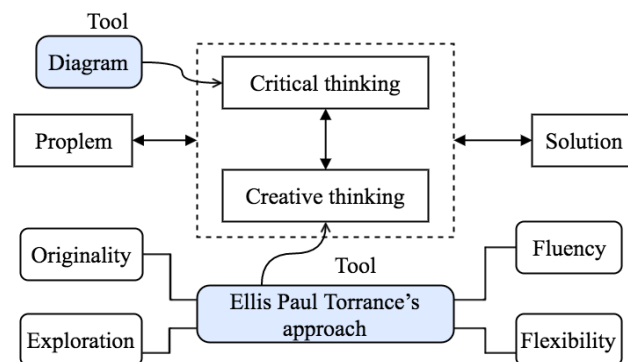 Tool
Diagram
Critical thinking
Proplem
Solution
Creative thinking
Originality
Fluency
Tool
Ellis Paul Torrance's
approach
Exploration
Flexibility